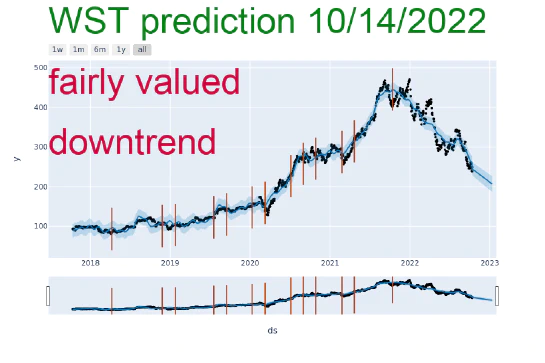 WST prediction 10/14/2022
1w 1m 6m 1y all
fairly valued
downtrend
500
400
300
200
100
y
2018 2019 2020 2021 2022 2023
ds